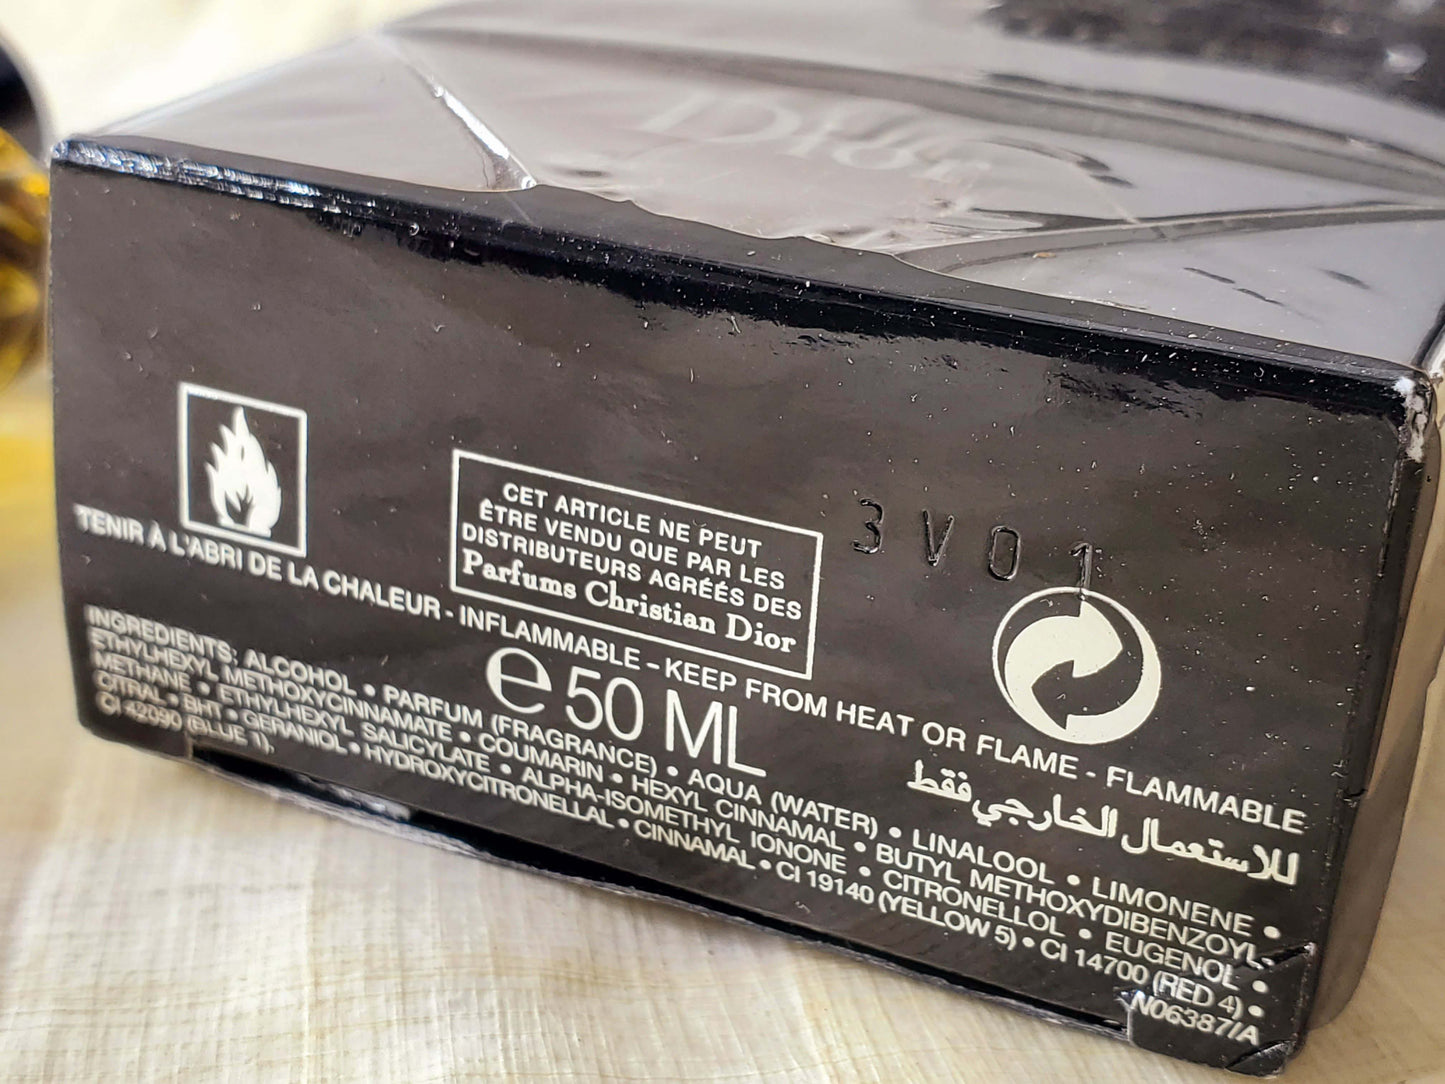 Dior
CET ARTICLE NE PEUT
ÊTRE VENDU QUE PAR LES
DISTRIBUTEURS AGRÉÉS DES
Parfums Christian Dior
3V01
TENIR À L'ABRI DE LA CHALEUR - INFLAMMABLE - KEEP FROM HEAT OR FLAME - FLAMMABLE
℮ 50 ML
للاستعمال الخارجي فقط
INGREDIENTS: ALCOHOL • PARFUM (FRAGRANCE) • AQUA (WATER) • LINALOOL • LIMONENE •
ETHYLHEXYL METHOXYCINNAMATE • COUMARIN • HEXYL CINNAMAL • BUTYL METHOXYDIBENZOYL-
METHANE • ETHYLHEXYL SALICYLATE • ALPHA-ISOMETHYL IONONE • CITRONELLOL • EUGENOL •
CITRAL • BHT • GERANIOL • HYDROXYCITRONELLAL • CINNAMAL • CI 19140 (YELLOW 5) • CI 14700 (RED 4) •
CI 42090 (BLUE 1).
N06387/A